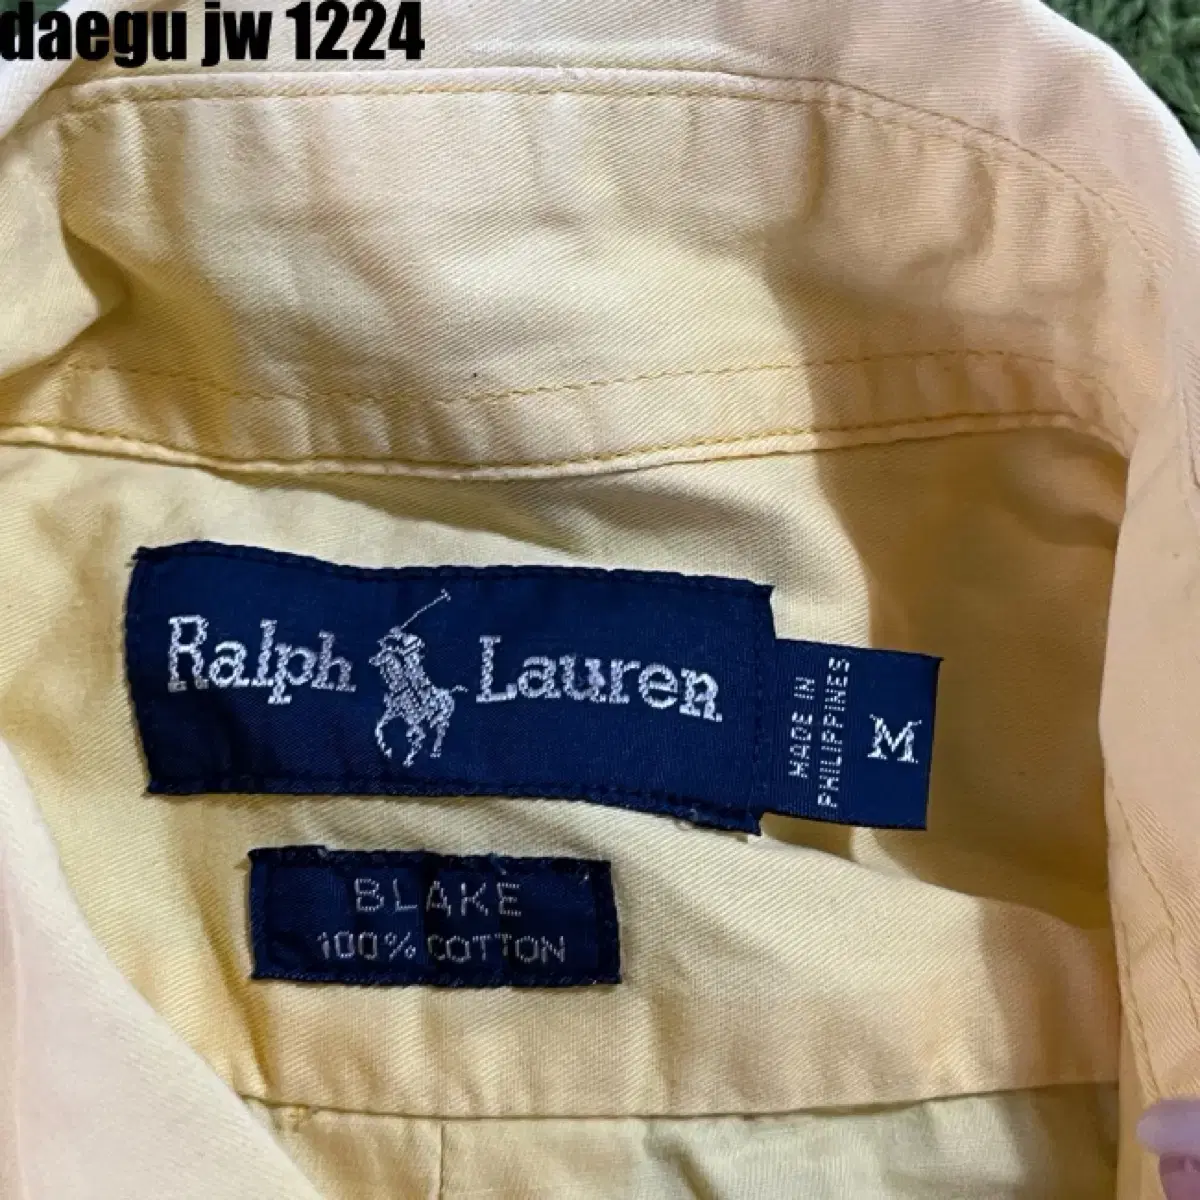 daegu jw 1224
Ralph Lauren
MADE IN
PHILIPPINES
M
BLAKE
100% COTTON